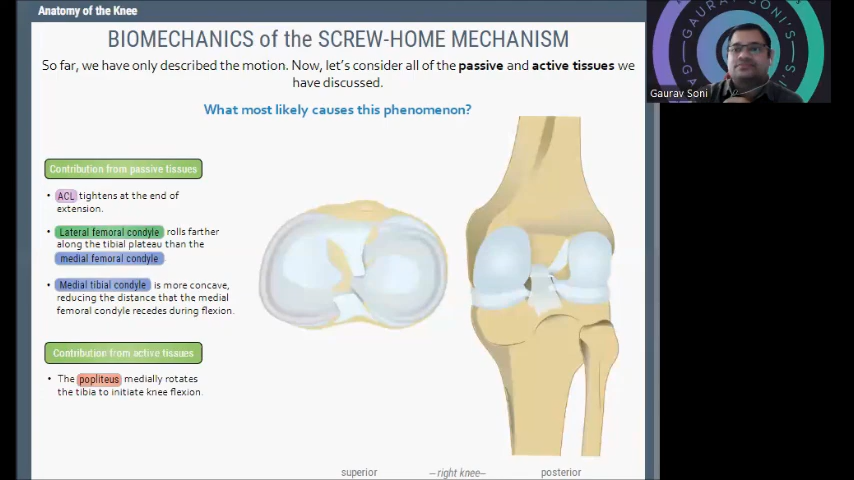 Anatomy of the Knee
BIOMECHANICS of the SCREW-HOME MECHANISM
So far, we have only described the motion. Now, let's consider all of the passive and active tissues we
have discussed.
What most likely causes this phenomenon?
Contribution from passive tissues
• ACL tightens at the end of
extension.
• Lateral femoral condyle rolls farther
along the tibial plateau than the
medial femoral condyle
• Medial tibial condyle is more concave,
reducing the distance that the medial
femoral condyle recedes during flexion.
Contribution from active tissues
• The popliteus medially rotates
the tibia to initiate knee flexion.
superior
--right knee--
posterior
GAURAV SONI'S
Gaurav Soni